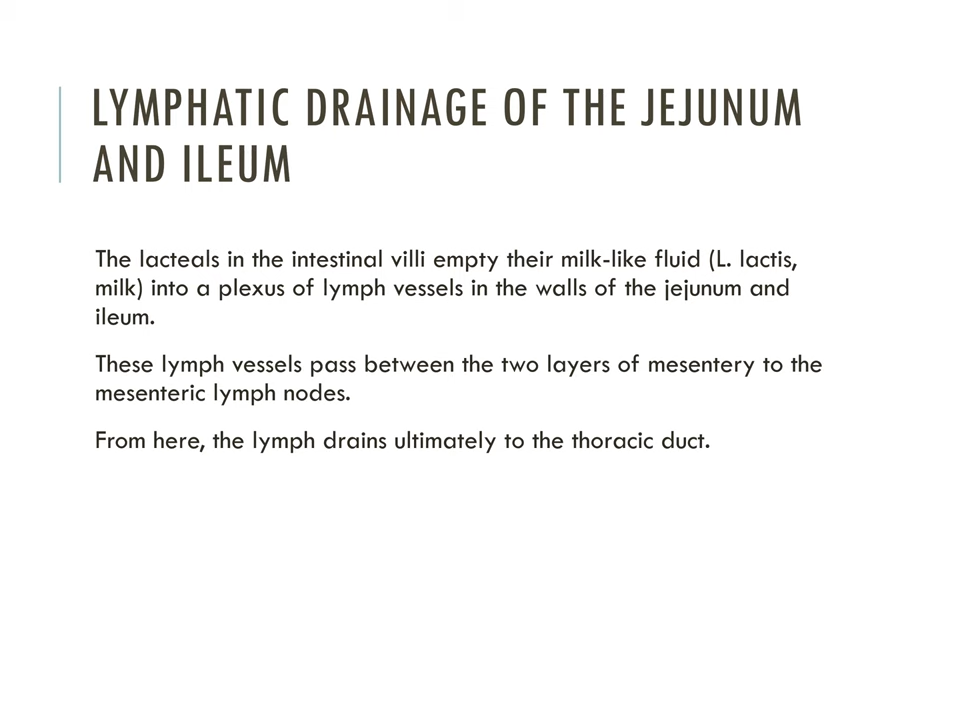 LYMPHATIC DRAINAGE OF THE JEJUNUM
AND ILEUM
The lacteals in the intestinal villi empty their milk-like fluid (L. lactis,
milk) into a plexus of lymph vessels in the walls of the jejunum and
ileum.
These lymph vessels pass between the two layers of mesentery to the
mesenteric lymph nodes.
From here, the lymph drains ultimately to the thoracic duct.